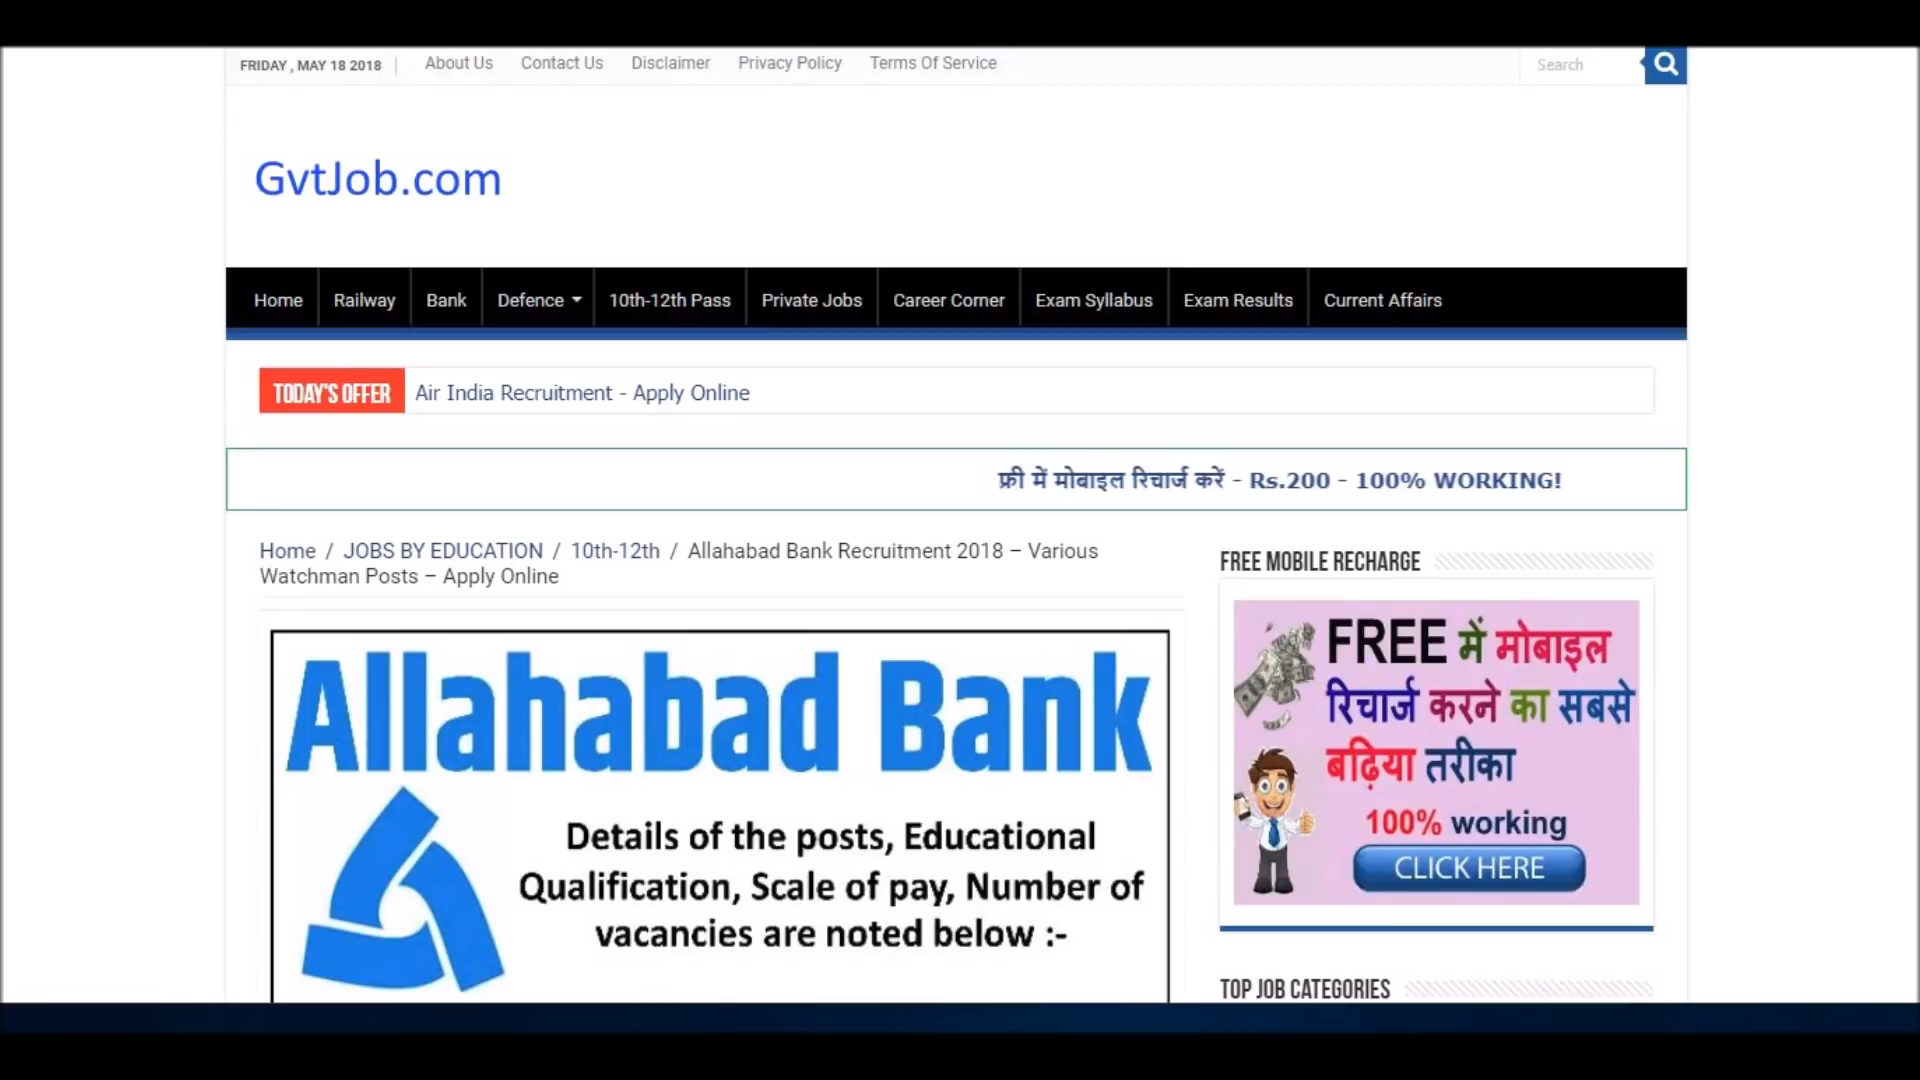 FRIDAY , MAY 18 2018
About Us
Contact Us
Disclaimer
Privacy Policy
Terms Of Service
Search
GvtJob.com
Home
Railway
Bank
Defence
10th-12th Pass
Private Jobs
Career Corner
Exam Syllabus
Exam Results
Current Affairs
TODAY'S OFFER
Air India Recruitment - Apply Online
फ्री में मोबाइल रिचार्ज करें - Rs.200 - 100% WORKING!
Home / JOBS BY EDUCATION / 10th-12th / Allahabad Bank Recruitment 2018 – Various
Watchman Posts – Apply Online
Allahabad Bank
Details of the posts, Educational
Qualification, Scale of pay, Number of
vacancies are noted below :-
FREE MOBILE RECHARGE
FREE में मोबाइल
रिचार्ज करने का सबसे
बढ़िया तरीका
100% working
CLICK HERE
TOP JOB CATEGORIES